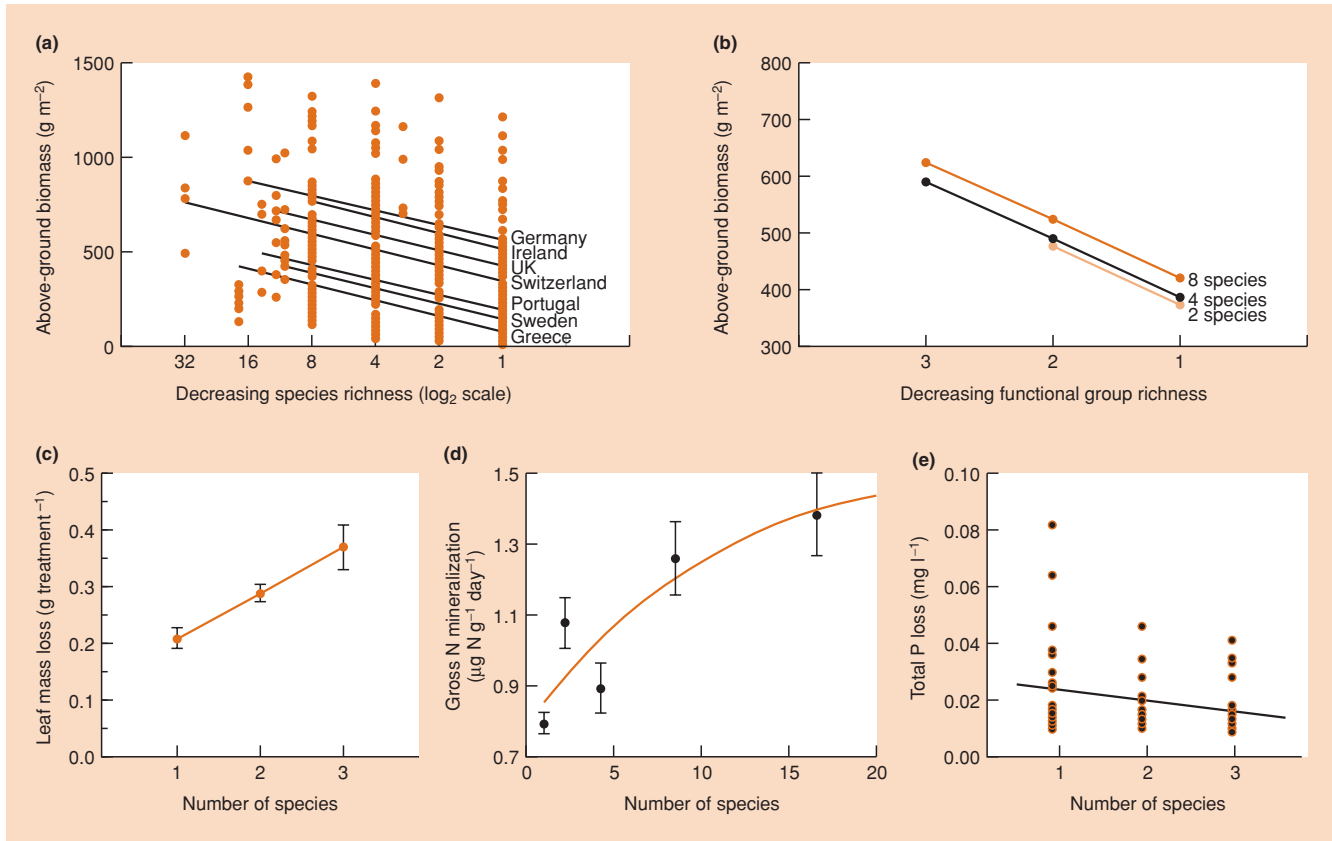 (a)
1500
1000
500
0
Above-ground biomass (g m⁻²)
Germany
Ireland
UK
Switzerland
Portugal
Sweden
Greece
32 16 8 4 2 1
Decreasing species richness (log₂ scale)
(b)
800
700
600
500
400
300
Above-ground biomass (g m⁻²)
8 species
4 species
2 species
3 2 1
Decreasing functional group richness
(c)
0.5
0.4
0.3
0.2
0.1
0.0
Leaf mass loss (g treatment⁻¹)
1 2 3
Number of species
(d)
1.5
1.3
1.1
0.9
0.7
Gross N mineralization
(µg N g⁻¹ day⁻¹)
0 5 10 15 20
Number of species
(e)
0.10
0.08
0.06
0.04
0.02
0.00
Total P loss (mg l⁻¹)
1 2 3
Number of species